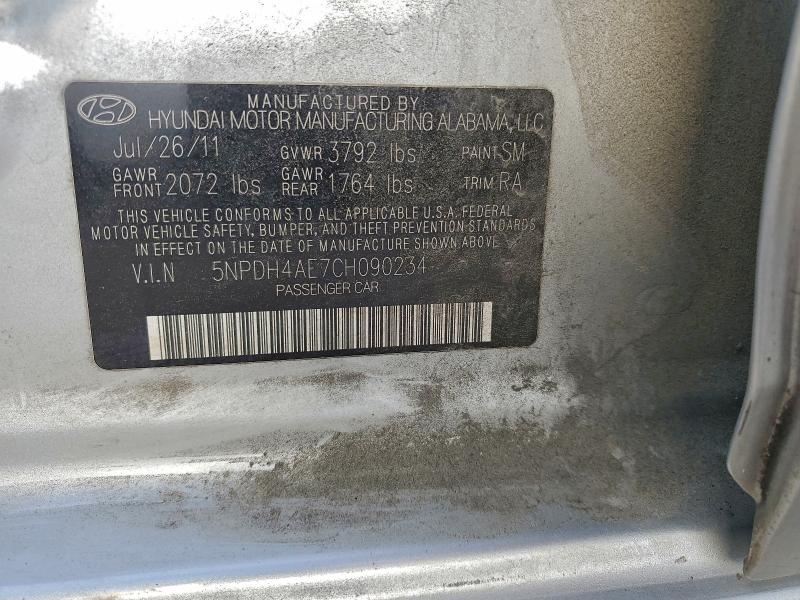 MANUFACTURED BY
HYUNDAI MOTOR MANUFACTURING ALABAMA, LLC
Jul/26/11 GVWR 3792 lbs PAINT SM
GAWR FRONT 2072 lbs GAWR REAR 1764 lbs TRIM RA
THIS VEHICLE CONFORMS TO ALL APPLICABLE U.S.A. FEDERAL
MOTOR VEHICLE SAFETY, BUMPER, AND THEFT PREVENTION STANDARDS
IN EFFECT ON THE DATE OF MANUFACTURE SHOWN ABOVE
V.I.N 5NPDH4AE7CH090234
PASSENGER CAR